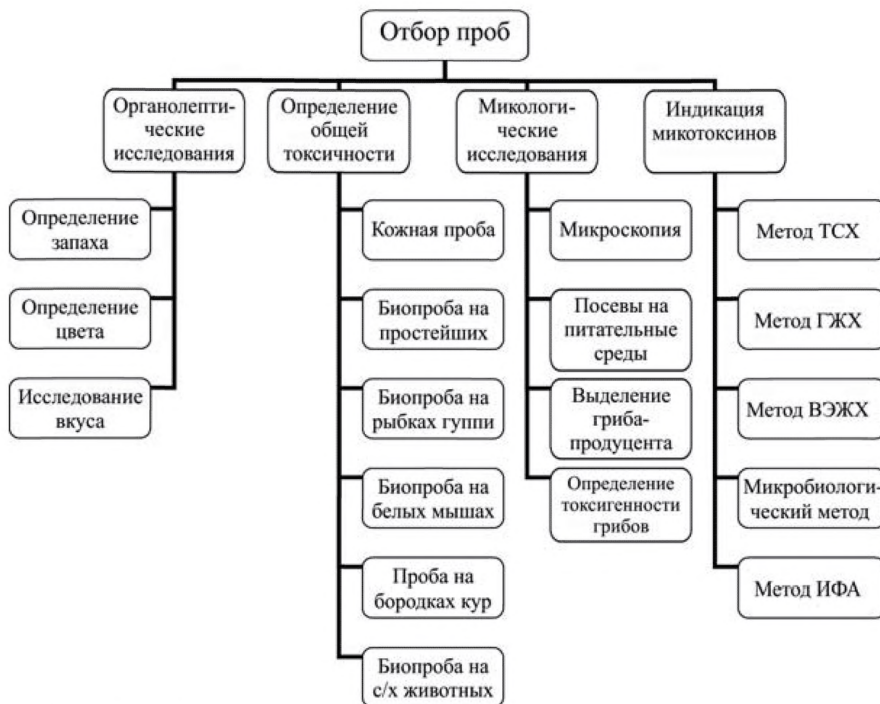 Отбор проб
Органолепти-
ческие
исследования
Определение
запаха
Определение
цвета
Исследование
вкуса
Определение
общей
токсичности
Кожная проба
Биопроба на
простейших
Биопроба на
рыбках гуппи
Биопроба на
белых мышах
Проба на
бородках кур
Биопроба на
с/х животных
Микологи-
ческие
исследования
Микроскопия
Посевы на
питательные
среды
Выделение
гриба-
продуцента
Определение
токсигенности
грибов
Индикация
микотоксинов
Метод ТСХ
Метод ГЖХ
Метод ВЭЖХ
Микробиологи-
ческий метод
Метод ИФА